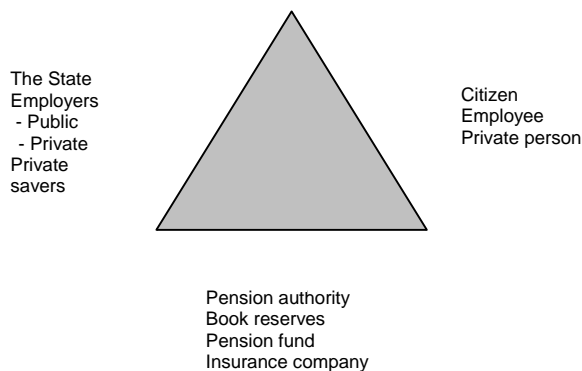 The State
Employers
- Public
- Private
Private
savers
Citizen
Employee
Private person
Pension authority
Book reserves
Pension fund
Insurance company